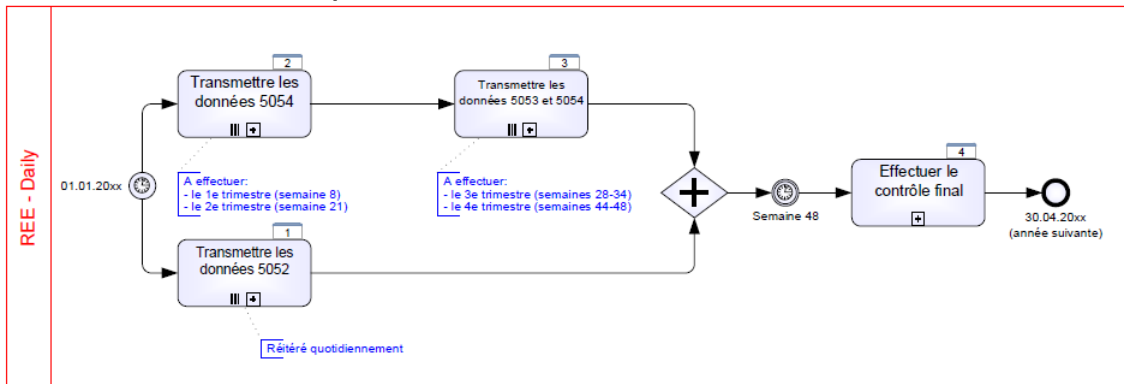 REE - Daily
01.01.20xx
2
Transmettre les
données 5054
A effectuer:
- le 1e trimestre (semaine 8)
- le 2e trimestre (semaine 21)
3
Transmettre les
données 5053 et 5054
A effectuer:
- le 3e trimestre (semaines 28-34)
- le 4e trimestre (semaines 44-48)
1
Transmettre les
données 5052
Réitéré quotidiennement
Semaine 48
4
Effectuer le
contrôle final
30.04.20xx
(année suivante)